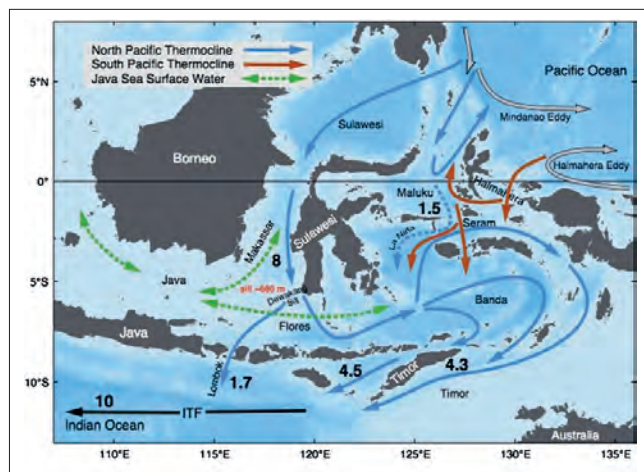 North Pacific Thermocline
South Pacific Thermocline
Java Sea Surface Water
5°N
Pacific Ocean
Mindanao Eddy
Sulawesi
Borneo
Halmahera Eddy
0°
Maluku
Halmahera
1.5
Seram
Sulawesi
Makassar
8
5°S
Java
sill ~680 m
Dewakang
Sill
Banda
Flores
Java
Lombok
1.7
4.5
4.3
Timor
Timor
10°S
10
ITF
Indian Ocean
Australia
110°E
115°E
120°E
125°E
130°E
135°E